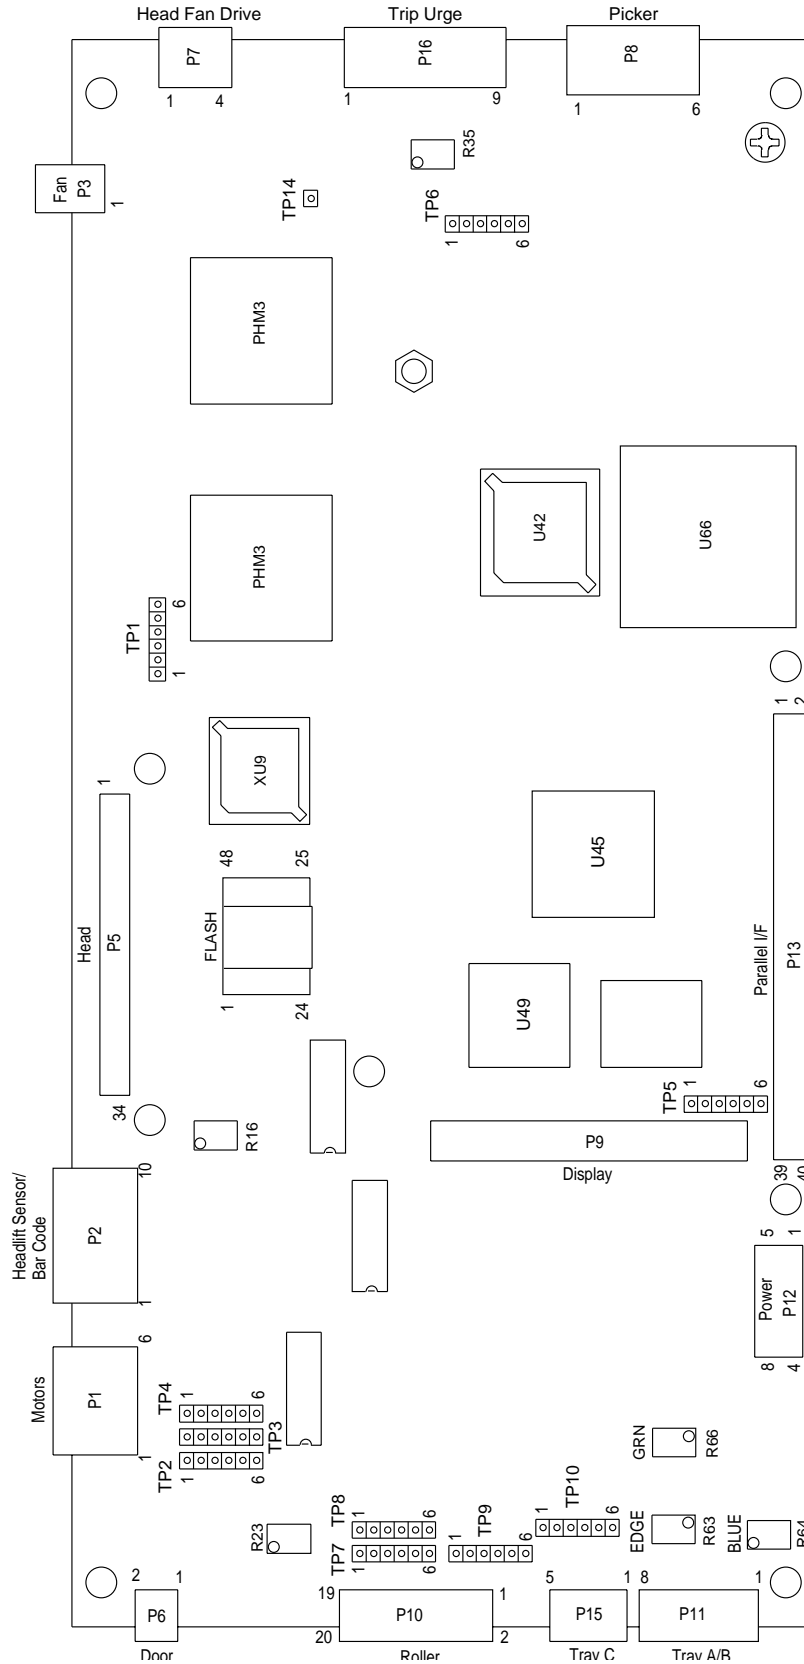 Head Fan Drive
Trip Urge
Picker
P7
P16
P8
1
4
1
9
1
6
R35
Fan
P3
1
TP14
TP6
1
6
PHM3
PHM3
U42
U66
TP1
6
1
1
2
XU9
1
48
25
U45
Head
P5
FLASH
Parallel I/F
P13
1
24
U49
34
R16
TP5
1
6
P9
Display
39
40
Headlift Sensor/
Bar Code
P2
10
1
5
1
Power
P12
8
4
Motors
P1
6
1
TP4
1
6
TP3
TP2
1
6
GRN
R66
R23
TP8
1
6
TP7
1
6
TP9
1
6
TP10
1
6
EDGE
R63
BLUE
R64
2
1
P6
Door
19
1
20
2
P10
Roller
5
1
P15
Tray C
8
1
P11
Tray A/B